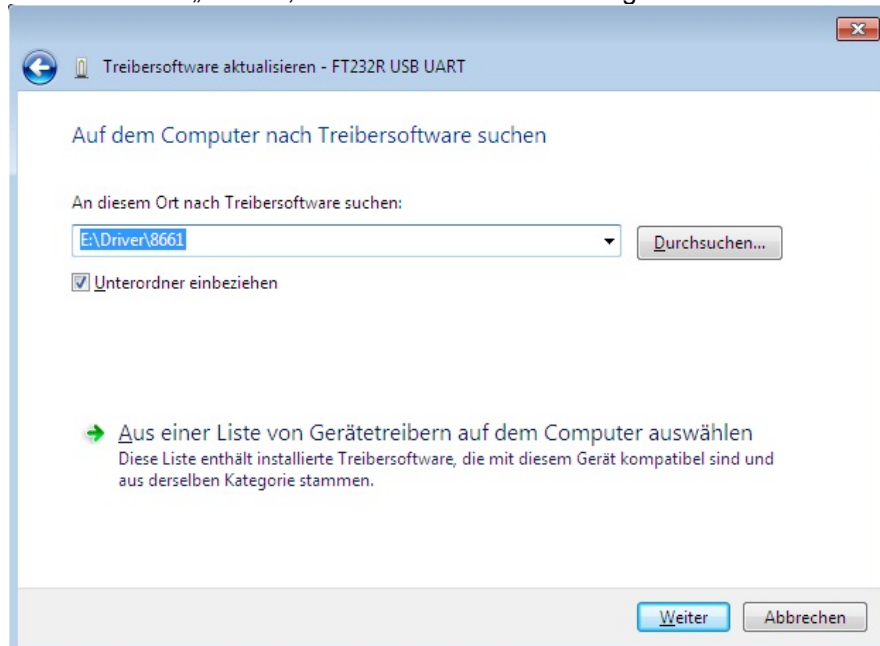 Treibersoftware aktualisieren - FT232R USB UART
Auf dem Computer nach Treibersoftware suchen
An diesem Ort nach Treibersoftware suchen:
E:\Driver\8661
Durchsuchen...
Unterordner einbeziehen
Aus einer Liste von Gerätetreibern auf dem Computer auswählen
Diese Liste enthält installierte Treibersoftware, die mit diesem Gerät kompatibel sind und
aus derselben Kategorie stammen.
Weiter Abbrechen